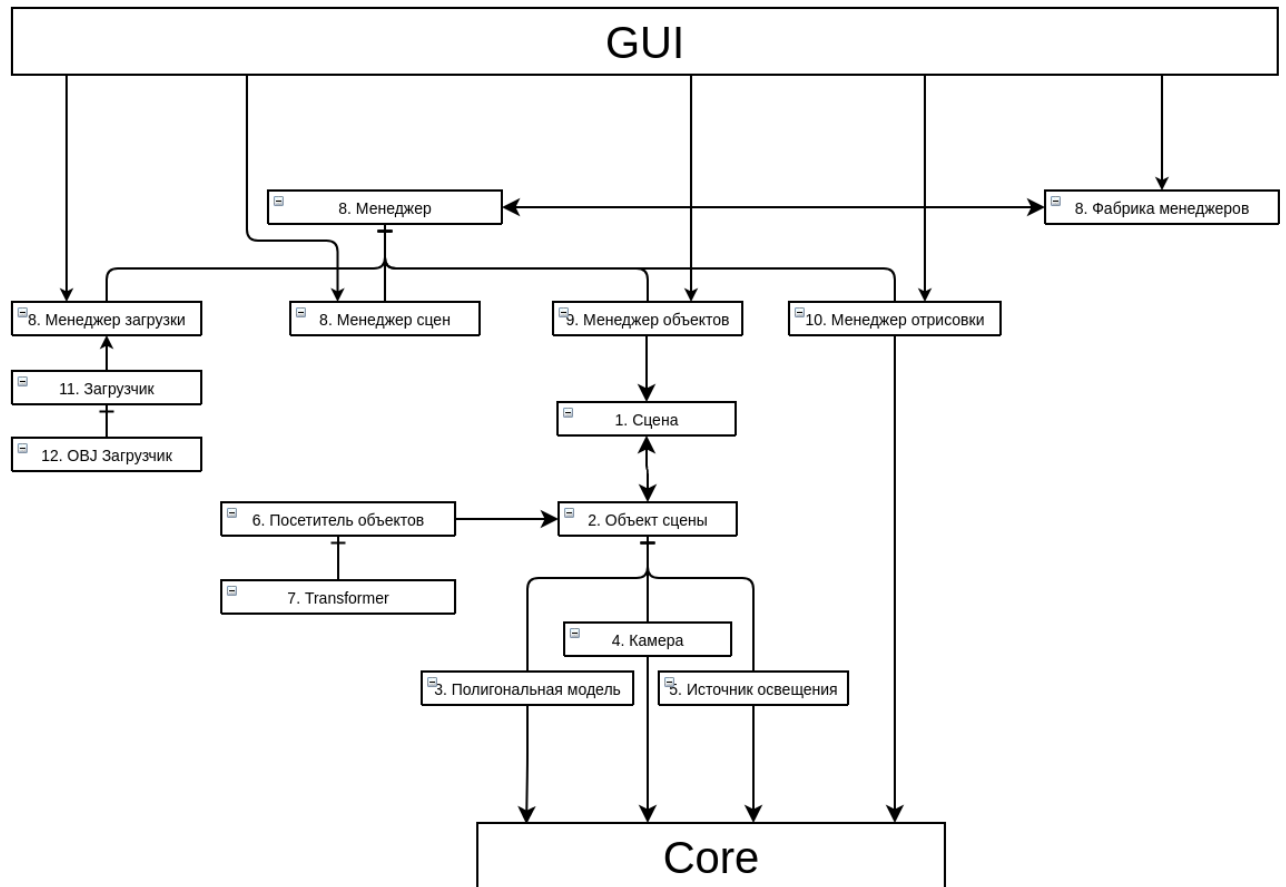 GUI
8. Менеджер
8. Фабрика менеджеров
8. Менеджер загрузки
8. Менеджер сцен
9. Менеджер объектов
10. Менеджер отрисовки
11. Загрузчик
1. Сцена
12. OBJ Загрузчик
6. Посетитель объектов
2. Объект сцены
7. Transformer
4. Камера
3. Полигональная модель
5. Источник освещения
Core